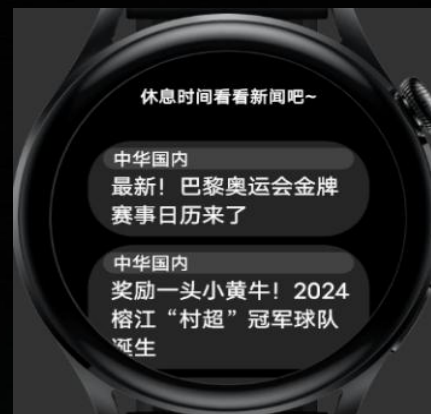 休息时间看看新闻吧~
中华国内
最新！巴黎奥运会金牌
赛事日历来了
中华国内
奖励一头小黄牛！2024
榕江“村超”冠军球队
诞生